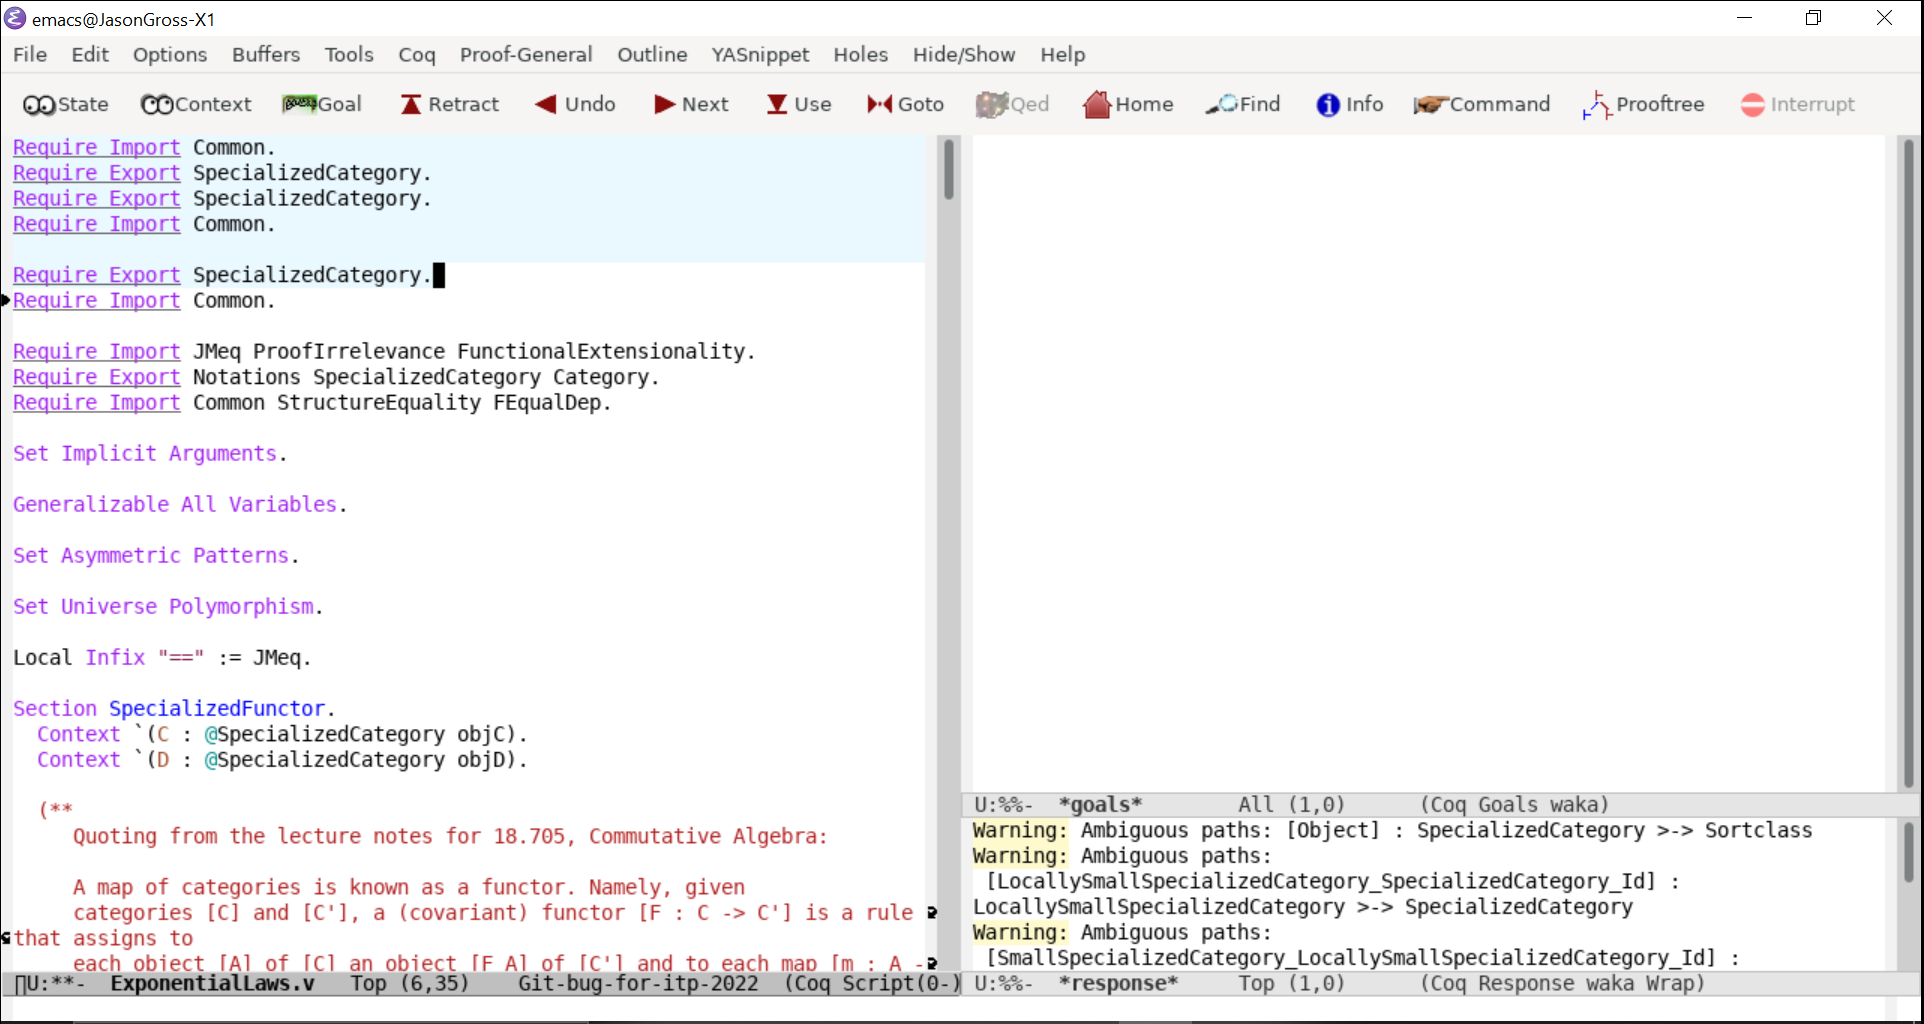 emacs@JasonGross-X1
File Edit Options Buffers Tools Coq Proof-General Outline YASnippet Holes Hide/Show Help
State Context Goal Retract Undo Next Use Goto Qed Home Find Info Command Prooftree Interrupt
Require Import Common.
Require Export SpecializedCategory.
Require Export SpecializedCategory.
Require Import Common.
Require Export SpecializedCategory.
Require Import Common.
Require Import JMeq ProofIrrelevance FunctionalExtensionality.
Require Export Notations SpecializedCategory Category.
Require Import Common StructureEquality FEqualDep.
Set Implicit Arguments.
Generalizable All Variables.
Set Asymmetric Patterns.
Set Universe Polymorphism.
Local Infix "==" := JMeq.
Section SpecializedFunctor.
Context `(C : @SpecializedCategory objC).
Context `(D : @SpecializedCategory objD).
(**
Quoting from the lecture notes for 18.705, Commutative Algebra:
A map of categories is known as a functor. Namely, given
categories [C] and [C'], a (covariant) functor [F : C -> C'] is a rule
that assigns to
each object [A] of [C] an object [F A] of [C'] and to each map [m : A -
U:**- ExponentialLaws.v Top (6,35) Git-bug-for-itp-2022 (Coq Script(0-)
U:%%- *goals* All (1,0) (Coq Goals waka)
Warning: Ambiguous paths: [Object] : SpecializedCategory >-> Sortclass
Warning: Ambiguous paths:
[LocallySmallSpecializedCategory_SpecializedCategory_Id] :
LocallySmallSpecializedCategory >-> SpecializedCategory
Warning: Ambiguous paths:
[SmallSpecializedCategory_LocallySmallSpecializedCategory_Id] :
U:%%- *response* Top (1,0) (Coq Response waka Wrap)